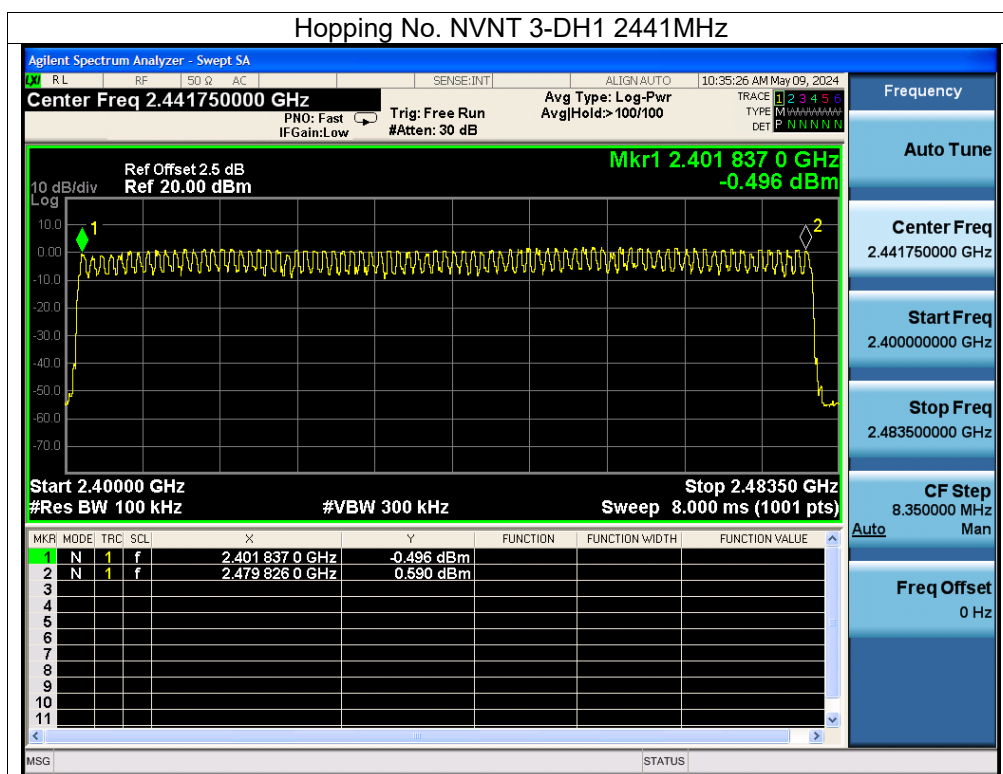 Hopping No. NVNT 3-DH1 2441MHz
Agilent Spectrum Analyzer - Swept SA
LXI RL RF 50 Ω AC SENSE:INT ALIGN AUTO 10:35:26 AM May 09, 2024
Center Freq 2.441750000 GHz
PNO: Fast
IFGain:Low
Trig: Free Run
#Atten: 30 dB
Avg Type: Log-Pwr
Avg|Hold:>100/100
TRACE 1 2 3 4 5 6
TYPE M
DET P N N N N N
Ref Offset 2.5 dB
Ref 20.00 dBm
10 dB/div
Log
Mkr1 2.401 837 0 GHz
-0.496 dBm
10.0
0.00
-10.0
-20.0
-30.0
-40.0
-50.0
-60.0
-70.0
1
2
Start 2.40000 GHz Stop 2.48350 GHz
#Res BW 100 kHz #VBW 300 kHz Sweep 8.000 ms (1001 pts)
MKR MODE TRC SCL X Y FUNCTION FUNCTION WIDTH FUNCTION VALUE
1 N 1 f 2.401 837 0 GHz -0.496 dBm
2 N 1 f 2.479 826 0 GHz 0.590 dBm
3
4
5
6
7
8
9
10
11
MSG STATUS
Frequency
Auto Tune
Center Freq
2.441750000 GHz
Start Freq
2.400000000 GHz
Stop Freq
2.483500000 GHz
CF Step
8.350000 MHz
Auto Man
Freq Offset
0 Hz